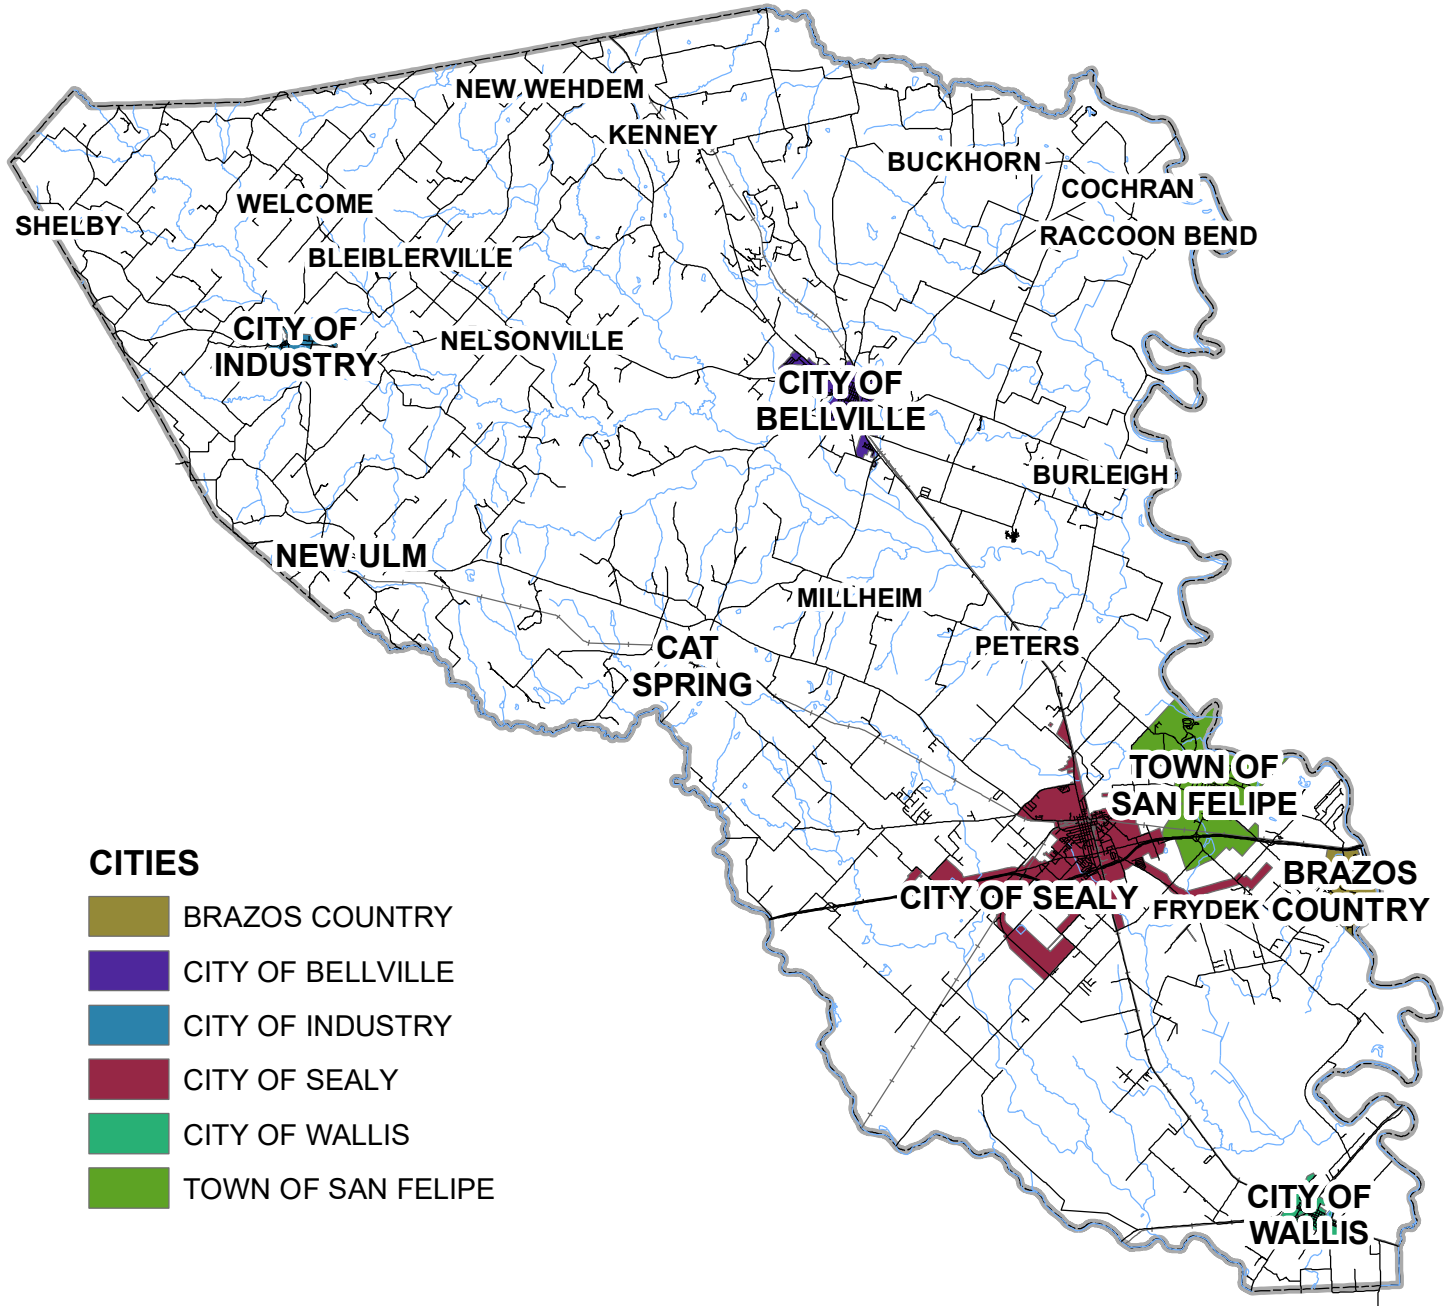 NEW WEHDEM
KENNEY
BUCKHORN
COCHRAN
WELCOME
SHELBY
RACCOON BEND
BLEIBLERVILLE
CITY OF
INDUSTRY
NELSONVILLE
CITY OF
BELLVILLE
BURLEIGH
NEW ULM
MILLHEIM
PETERS
CAT
SPRING
TOWN OF
SAN FELIPE
BRAZOS
COUNTRY
CITY OF SEALY
FRYDEK
CITY OF
WALLIS
CITIES
BRAZOS COUNTRY
CITY OF BELLVILLE
CITY OF INDUSTRY
CITY OF SEALY
CITY OF WALLIS
TOWN OF SAN FELIPE